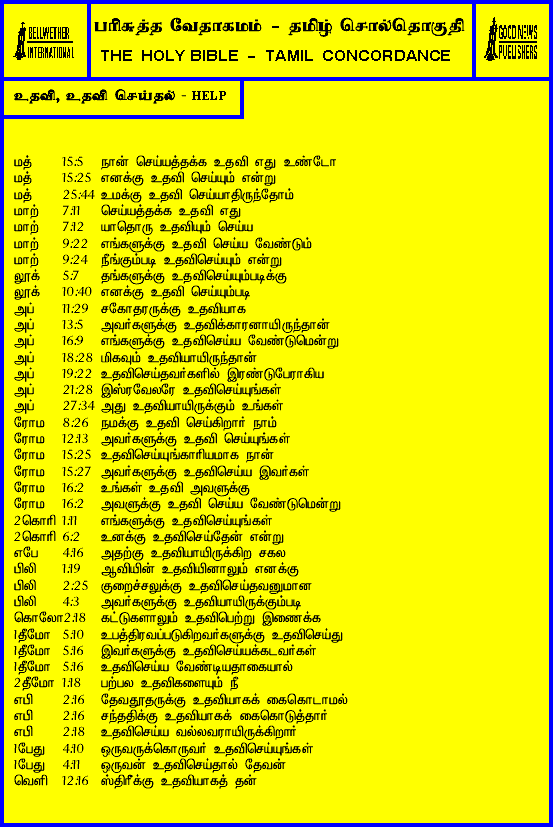 BELLWETHER
INTERNATIONAL
பரிசுத்த வேதாகமம் - தமிழ் சொல்தொகுதி
THE HOLY BIBLE - TAMIL CONCORDANCE
GOOD NEWS
PUBLISHERS
உதவி, உதவி செய்தல் - HELP
மத் 15:5 நான் செய்யத்தக்க உதவி எது உண்டோ
மத் 15:25 எனக்கு உதவி செய்யும் என்று
மத் 25:44 உமக்கு உதவி செய்யாதிருந்தோம்
மாற் 7:11 செய்யத்தக்க உதவி எது
மாற் 7:12 யாதொரு உதவியும் செய்ய
மாற் 9:22 எங்களுக்கு உதவி செய்ய வேண்டும்
மாற் 9:24 நீங்கும்படி உதவிசெய்யும் என்று
லூக் 5:7 தங்களுக்கு உதவிசெய்யும்படிக்கு
லூக் 10:40 எனக்கு உதவி செய்யும்படி
அப் 11:29 சகோதரருக்கு உதவியாக
அப் 13:5 அவர்களுக்கு உதவிக்காரனாயிருந்தான்
அப் 16:9 எங்களுக்கு உதவிசெய்ய வேண்டுமென்று
அப் 18:28 மிகவும் உதவியாயிருந்தான்
அப் 19:22 உதவிசெய்தவர்களில் இரண்டுபேராகிய
அப் 21:28 இஸ்ரவேலரே உதவிசெய்யுங்கள்
அப் 27:34 அது உதவியாயிருக்கும் உங்கள்
ரோம 8:26 நமக்கு உதவி செய்கிறார் நாம்
ரோம 12:13 அவர்களுக்கு உதவி செய்யுங்கள்
ரோம 15:25 உதவிசெய்யுங்காரியமாக நான்
ரோம 15:27 அவர்களுக்கு உதவிசெய்ய இவர்கள்
ரோம 16:2 உங்கள் உதவி அவளுக்கு
ரோம 16:2 அவளுக்கு உதவி செய்ய வேண்டுமென்று
2கொரி 1:11 எங்களுக்கு உதவிசெய்யுங்கள்
2கொரி 6:2 உனக்கு உதவிசெய்தேன் என்று
எபே 4:16 அதற்கு உதவியாயிருக்கிற சகல
பிலி 1:19 ஆவியின் உதவியினாலும் எனக்கு
பிலி 2:25 குறைச்சலுக்கு உதவிசெய்தவனுமான
பிலி 4:3 அவர்களுக்கு உதவியாயிருக்கும்படி
கொலோ2:18 கட்டுகளாலும் உதவிபெற்று இணைக்க
1தீமோ 5:10 உபத்திரவப்படுகிறவர்களுக்கு உதவிசெய்து
1தீமோ 5:16 இவர்களுக்கு உதவிசெய்யக்கடவர்கள்
1தீமோ 5:16 உதவிசெய்ய வேண்டியதாகையால்
2தீமோ 1:18 பற்பல உதவிகளையும் நீ
எபி 2:16 தேவதூதருக்கு உதவியாகக் கைகொடாமல்
எபி 2:16 சந்ததிக்கு உதவியாகக் கைகொடுத்தார்
எபி 2:18 உதவிசெய்ய வல்லவராயிருக்கிறார்
1பேது 4:10 ஒருவருக்கொருவர் உதவிசெய்யுங்கள்
1பேது 4:11 ஒருவன் உதவிசெய்தால் தேவன்
வெளி 12:16 ஸ்திரீக்கு உதவியாகத் தன்